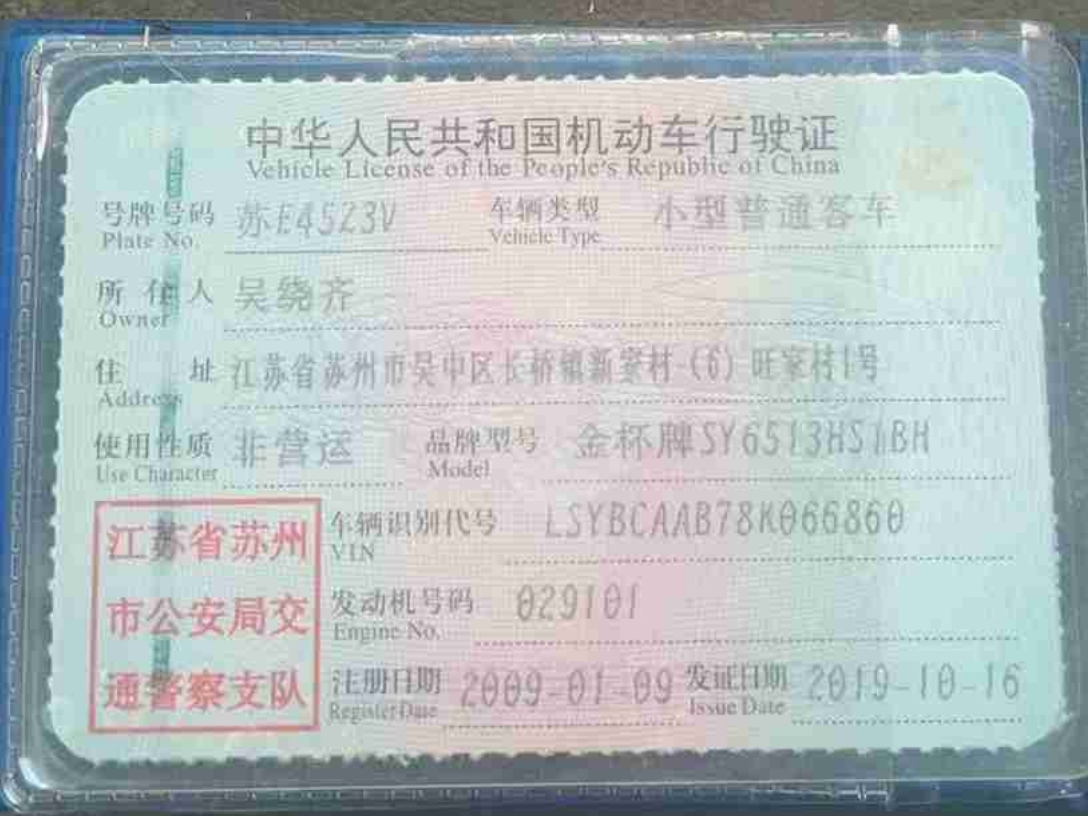 中华人民共和国机动车行驶证
Vehicle License of the People's Republic of China
号牌号码 苏E4523V 车辆类型 小型普通客车
Plate No. Vehicle Type
所有人 吴绕齐
Owner
住址 江苏省苏州市吴中区长桥镇新家村(6)旺家村1号
Address
使用性质 非营运 品牌型号 金杯牌SY6513HS1BH
Use Character Model
江苏省苏州
市公安局交
通警察支队
车辆识别代号 LSYBCAAB78K066860
VIN
发动机号码 029101
Engine No.
注册日期 2009-01-09 发证日期 2019-10-16
Register Date Issue Date